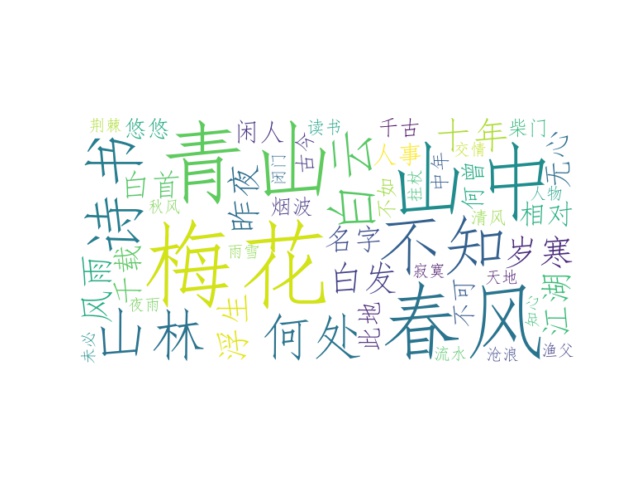 荆棘
悠悠
闲人
读书
千古
十年
柴门
诗书
青山
闭门
古今
白云
人事
交情
中年
山中
何曾
无心
白首
昨夜
烟波
不如
拄杖
人物
相对
秋风
清风
梅花
名字
不知
岁寒
风雨
千载
雨雪
白发
寂寞
天地
江湖
夜雨
山林
浮生
何处
此地
春风
不可
知心
未必
流水
沧浪
渔父